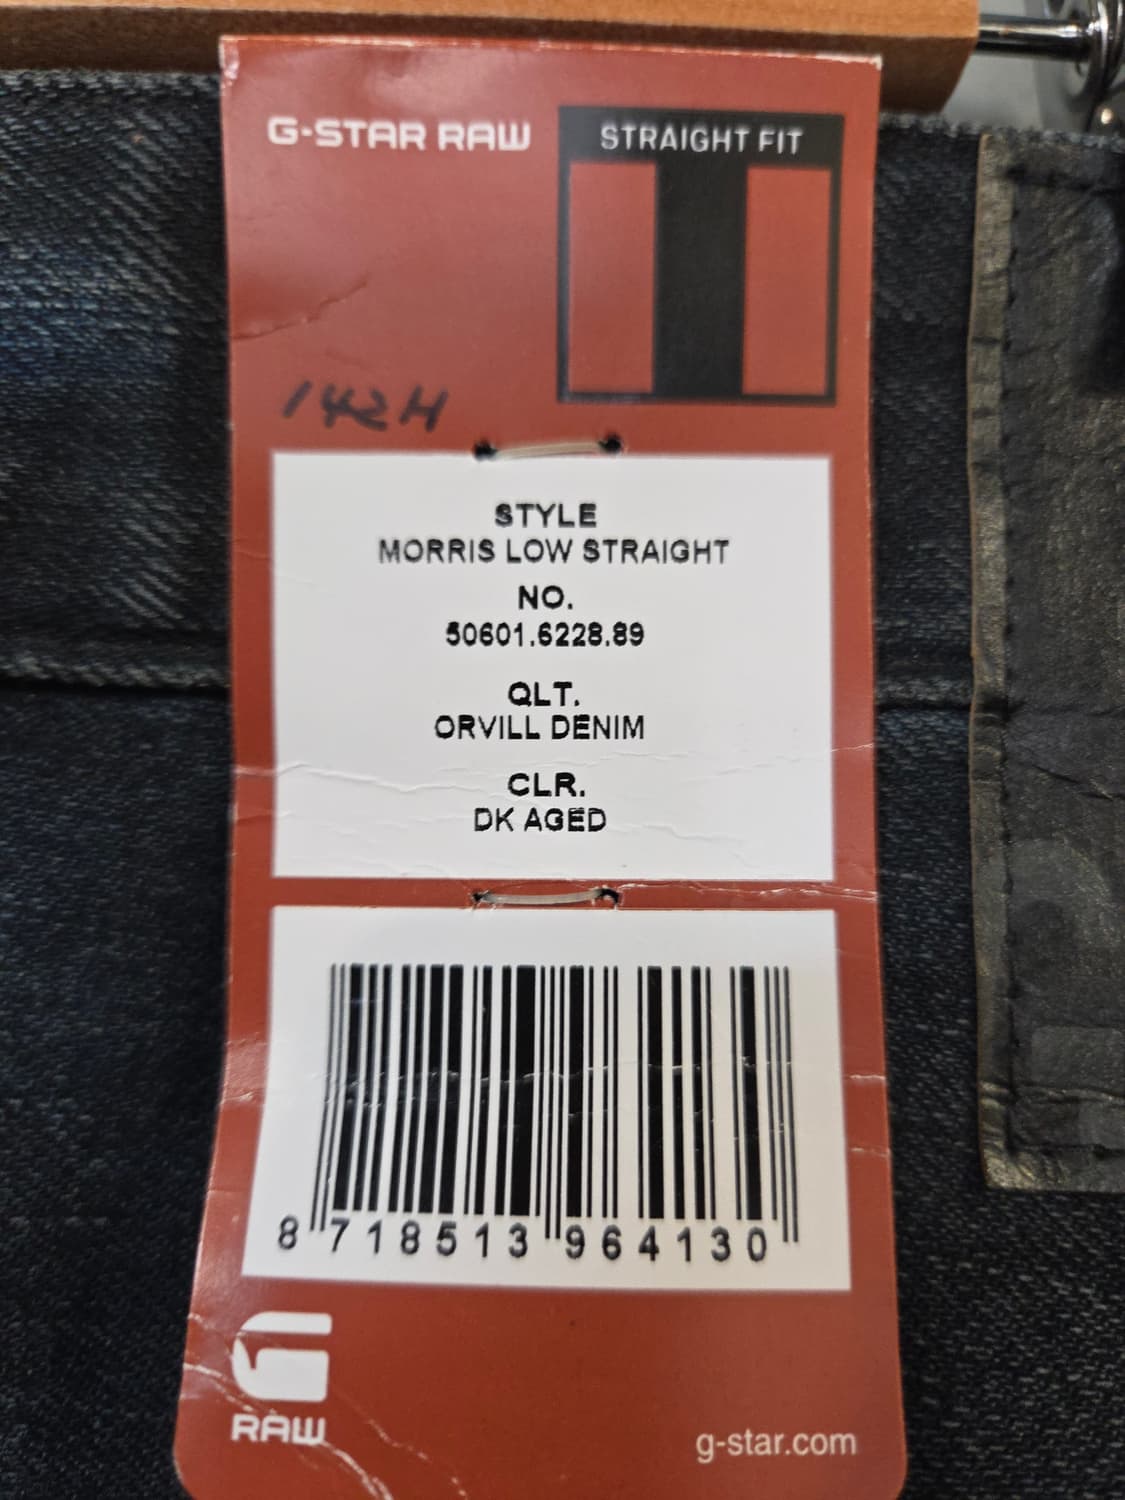 G-STAR RAW
STRAIGHT FIT
142H
STYLE
MORRIS LOW STRAIGHT
NO.
50601.6228.89
QLT.
ORVILL DENIM
CLR.
DK AGED
8 718513 964130
RAW
g-star.com